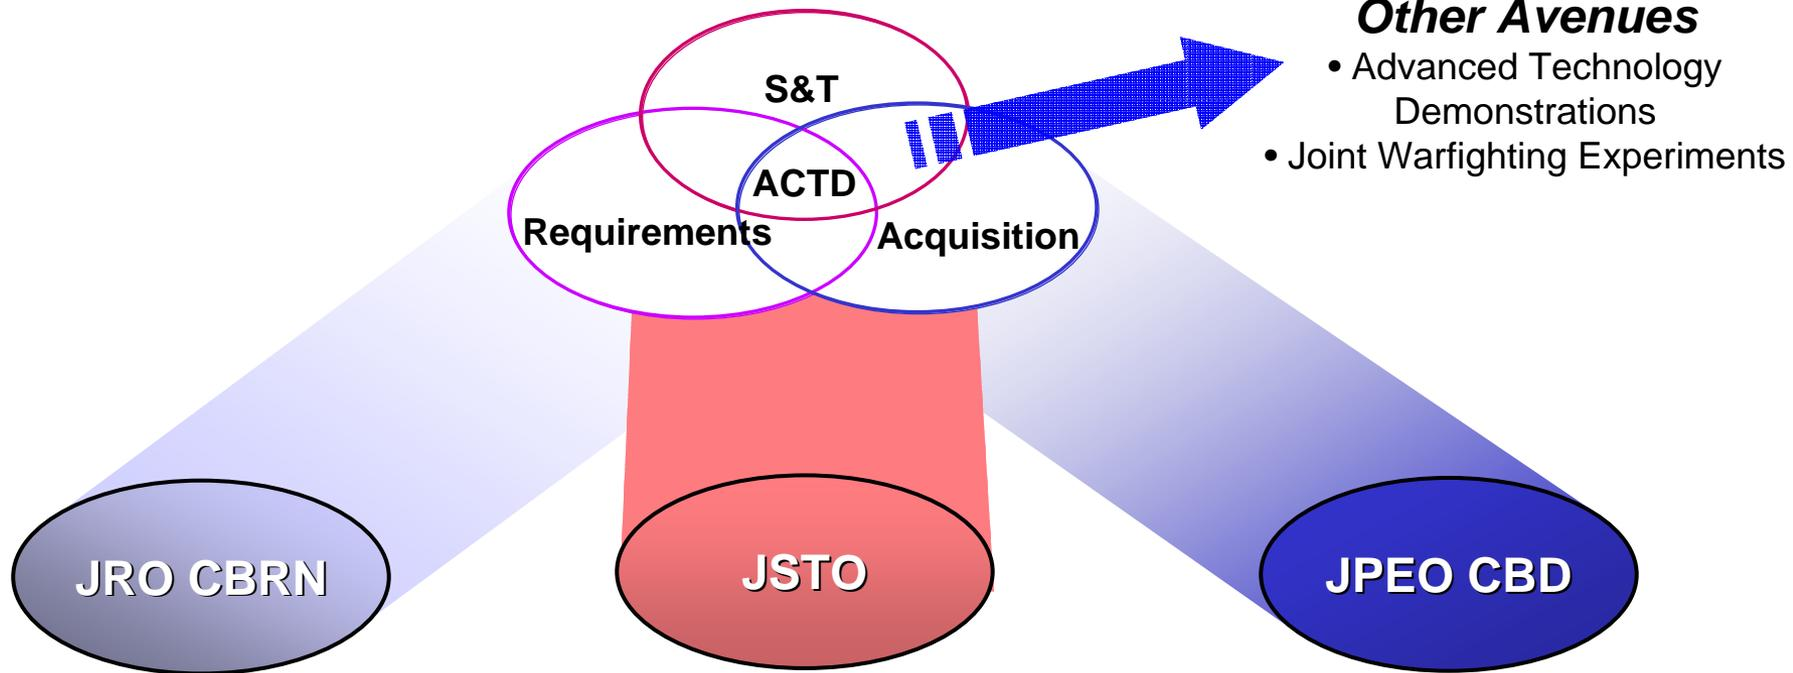 Other Avenues
• Advanced Technology
Demonstrations
• Joint Warfighting Experiments
S&T
ACTD
Requirements
Acquisition
JRO CBRN
JSTO
JPEO CBD